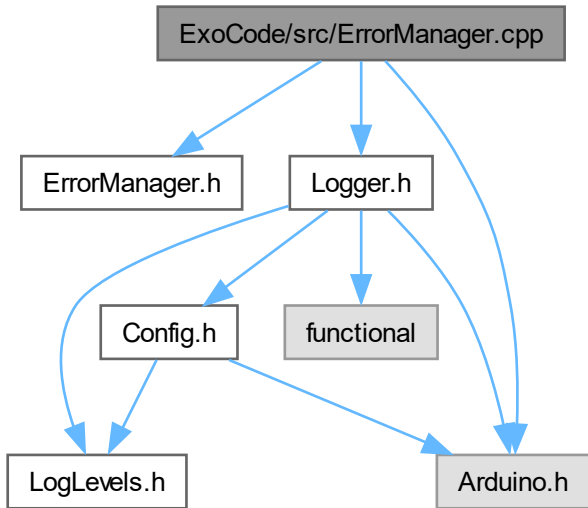 ExoCode/src/ErrorManager.cpp
ErrorManager.h
Logger.h
Config.h
functional
LogLevels.h
Arduino.h